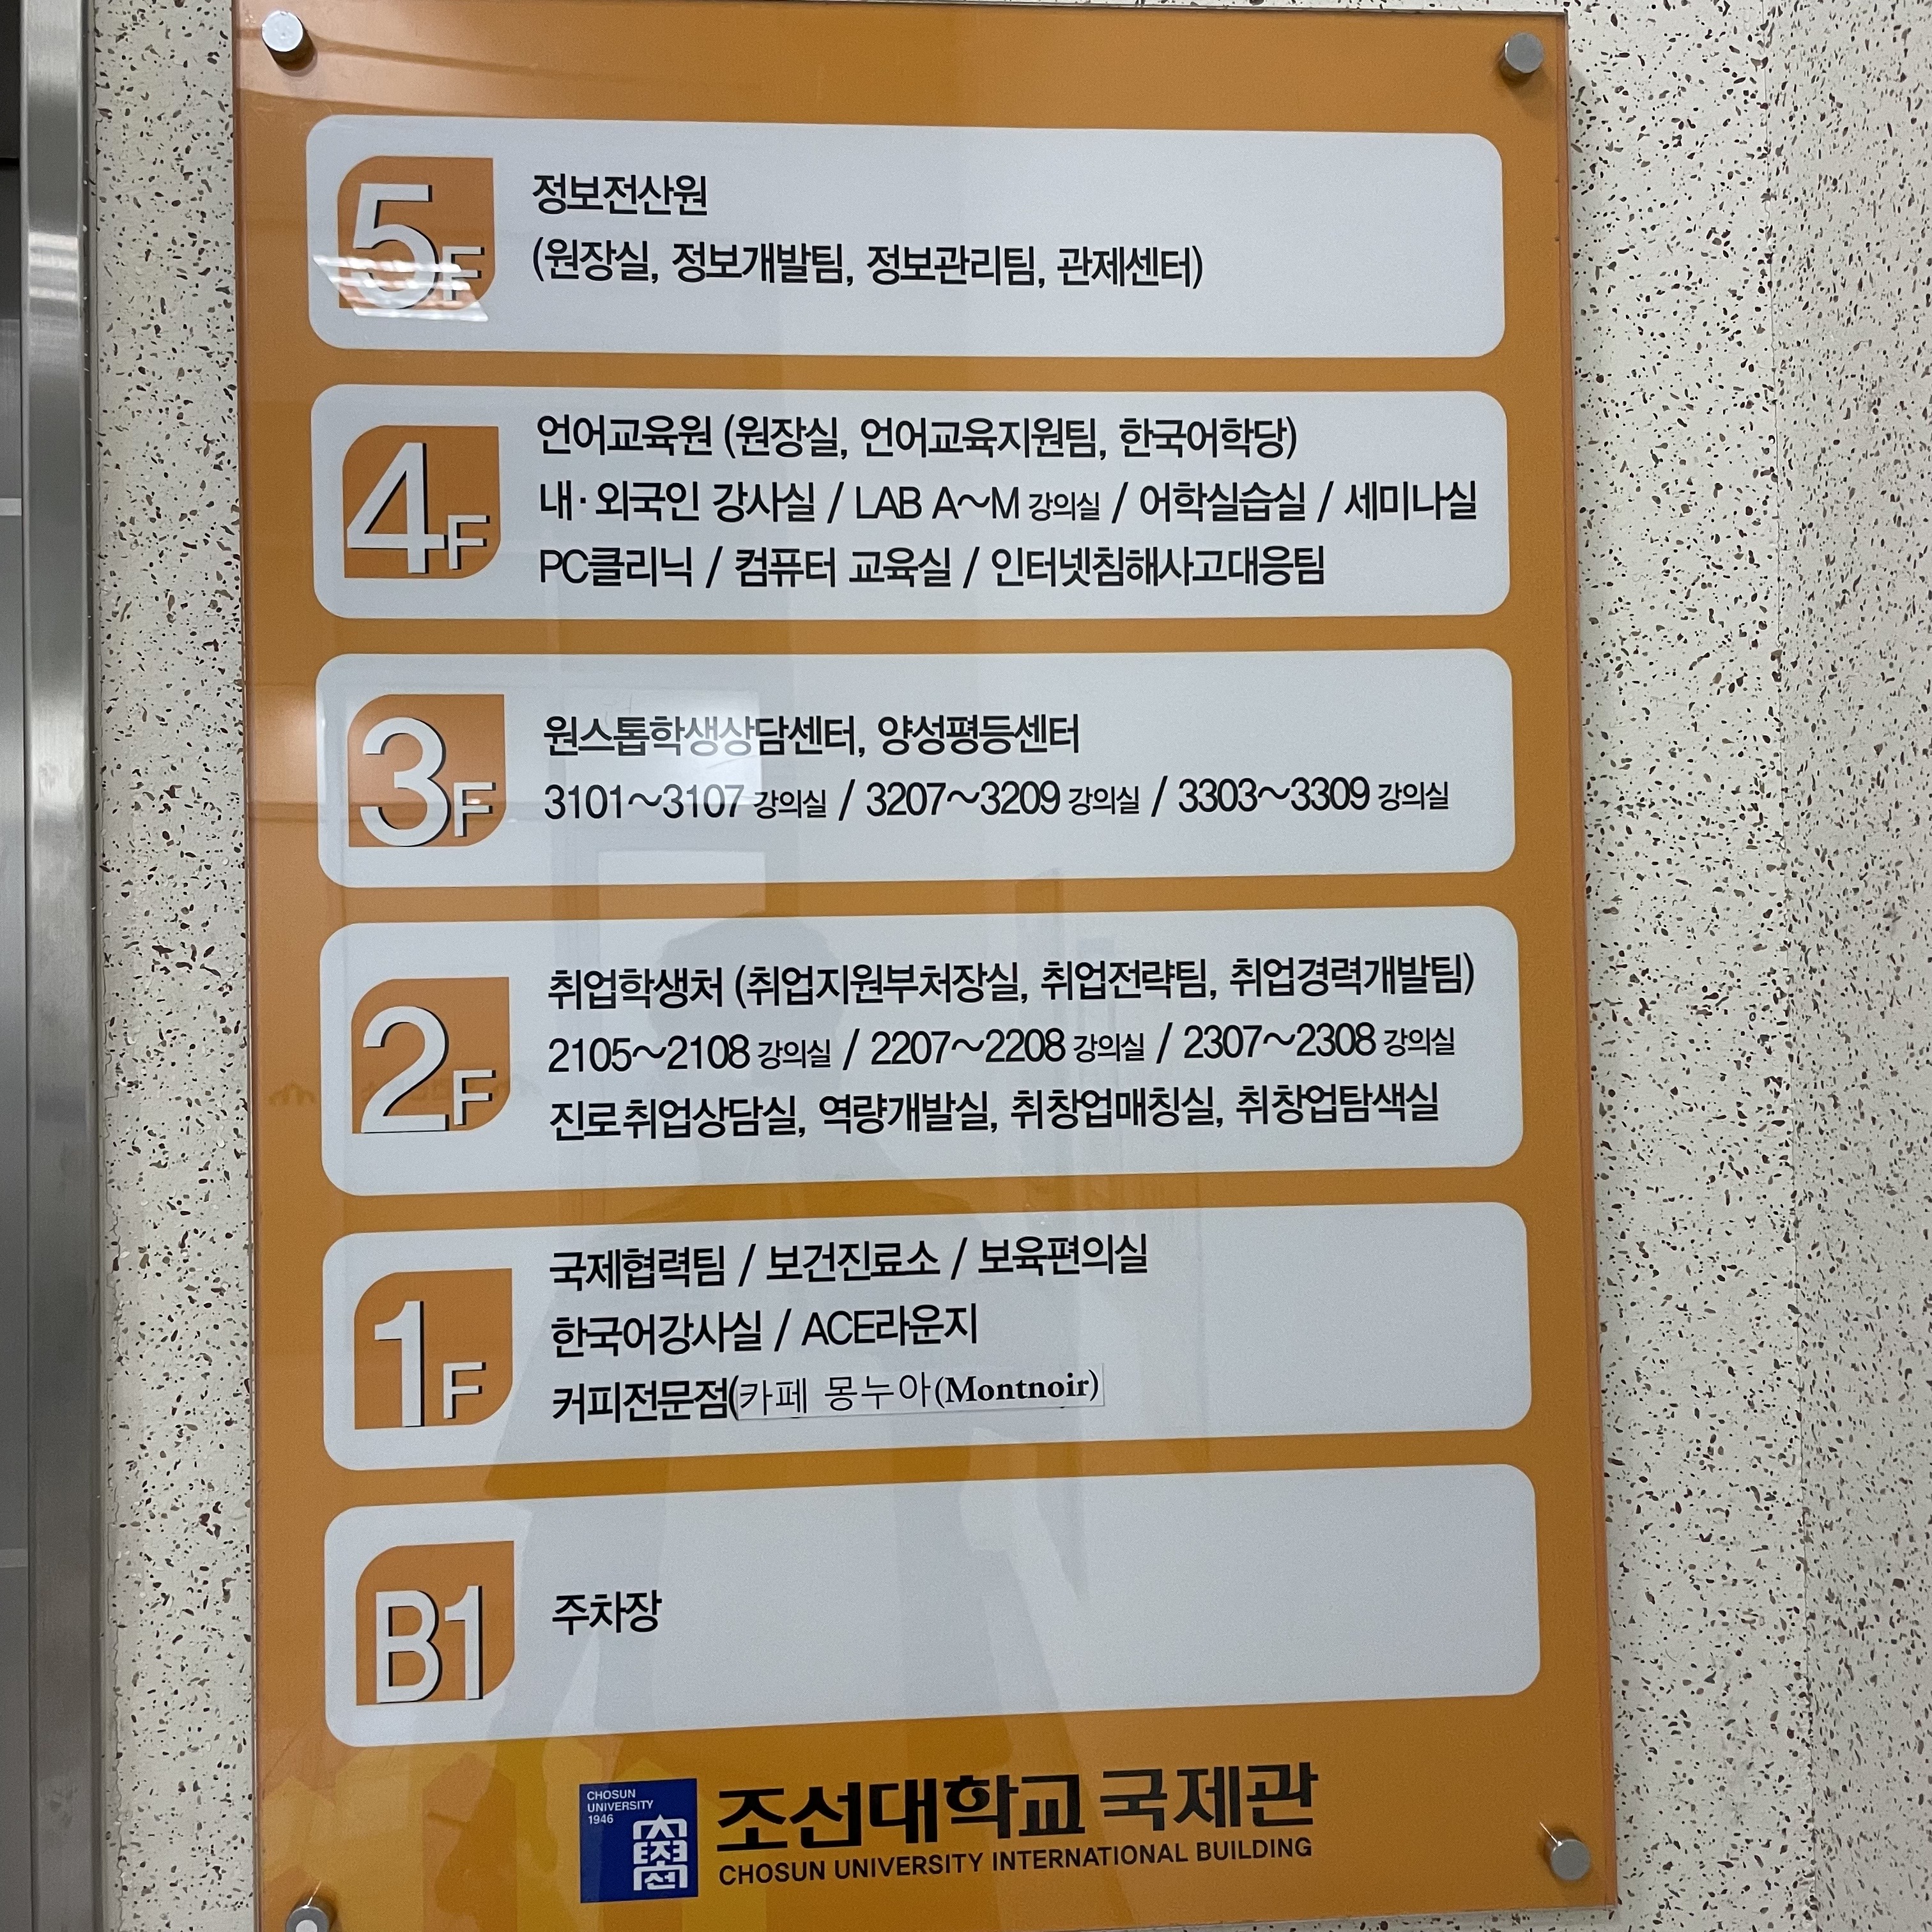 5F
정보전산원
(원장실, 정보개발팀, 정보관리팀, 관제센터)
4F
언어교육원 (원장실, 언어교육지원팀, 한국어학당)
내·외국인 강사실 / LAB A~M 강의실 / 어학실습실 / 세미나실
PC클리닉 / 컴퓨터 교육실 / 인터넷침해사고대응팀
3F
원스톱학생상담센터, 양성평등센터
3101~3107 강의실 / 3207~3209 강의실 / 3303~3309 강의실
2F
취업학생처 (취업지원부처장실, 취업전략팀, 취업경력개발팀)
2105~2108 강의실 / 2207~2208 강의실 / 2307~2308 강의실
진로취업상담실, 역량개발실, 취창업매칭실, 취창업탐색실
1F
국제협력팀 / 보건진료소 / 보육편의실
한국어강사실 / ACE라운지
커피전문점(카페 몽누아(Montnoir)
B1
주차장
CHOSUN
UNIVERSITY
1946
조선대학교 국제관
CHOSUN UNIVERSITY INTERNATIONAL BUILDING